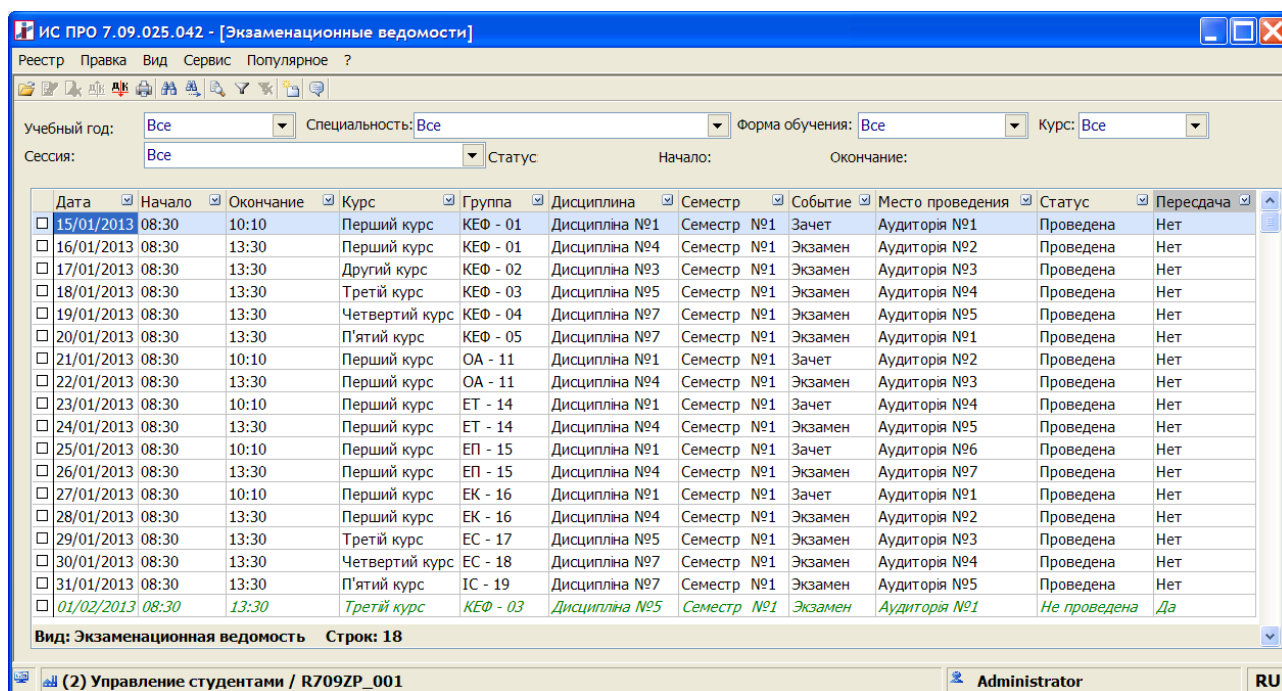 ИС ПРО 7.09.025.042 - [Экзаменационные ведомости]
Реестр Правка Вид Сервис Популярное ?
Учебный год: Все Специальность: Все Форма обучения: Все Курс: Все
Сессия: Все Статус Начало: Окончание:
Дата Начало Окончание Курс Группа Дисциплина Семестр Событие Место проведения Статус Пересдача
15/01/2013 08:30 10:10 Перший курс КЕФ - 01 Дисципліна №1 Семестр №1 Зачет Аудиторія №1 Проведена Нет
16/01/2013 08:30 13:30 Перший курс КЕФ - 01 Дисципліна №4 Семестр №1 Экзамен Аудиторія №2 Проведена Нет
17/01/2013 08:30 13:30 Другий курс КЕФ - 02 Дисципліна №3 Семестр №1 Экзамен Аудиторія №3 Проведена Нет
18/01/2013 08:30 13:30 Третій курс КЕФ - 03 Дисципліна №5 Семестр №1 Экзамен Аудиторія №4 Проведена Нет
19/01/2013 08:30 13:30 Четвертий курс КЕФ - 04 Дисципліна №7 Семестр №1 Экзамен Аудиторія №5 Проведена Нет
20/01/2013 08:30 13:30 П'ятий курс КЕФ - 05 Дисципліна №7 Семестр №1 Экзамен Аудиторія №1 Проведена Нет
21/01/2013 08:30 10:10 Перший курс ОА - 11 Дисципліна №1 Семестр №1 Зачет Аудиторія №2 Проведена Нет
22/01/2013 08:30 13:30 Перший курс ОА - 11 Дисципліна №4 Семестр №1 Экзамен Аудиторія №3 Проведена Нет
23/01/2013 08:30 10:10 Перший курс ЕТ - 14 Дисципліна №1 Семестр №1 Зачет Аудиторія №4 Проведена Нет
24/01/2013 08:30 13:30 Перший курс ЕТ - 14 Дисципліна №4 Семестр №1 Экзамен Аудиторія №5 Проведена Нет
25/01/2013 08:30 10:10 Перший курс ЕП - 15 Дисципліна №1 Семестр №1 Зачет Аудиторія №6 Проведена Нет
26/01/2013 08:30 13:30 Перший курс ЕП - 15 Дисципліна №4 Семестр №1 Экзамен Аудиторія №7 Проведена Нет
27/01/2013 08:30 10:10 Перший курс ЕК - 16 Дисципліна №1 Семестр №1 Зачет Аудиторія №1 Проведена Нет
28/01/2013 08:30 13:30 Перший курс ЕК - 16 Дисципліна №4 Семестр №1 Экзамен Аудиторія №2 Проведена Нет
29/01/2013 08:30 13:30 Третій курс ЕС - 17 Дисципліна №5 Семестр №1 Экзамен Аудиторія №3 Проведена Нет
30/01/2013 08:30 13:30 Четвертий курс ЕС - 18 Дисципліна №7 Семестр №1 Экзамен Аудиторія №4 Проведена Нет
31/01/2013 08:30 13:30 П'ятий курс ІС - 19 Дисципліна №7 Семестр №1 Экзамен Аудиторія №5 Проведена Нет
01/02/2013 08:30 13:30 Третій курс КЕФ - 03 Дисципліна №5 Семестр №1 Экзамен Аудиторія №1 Не проведена Да
Вид: Экзаменационная ведомость Строк: 18
(2) Управление студентами / R709ZP_001 Administrator RU